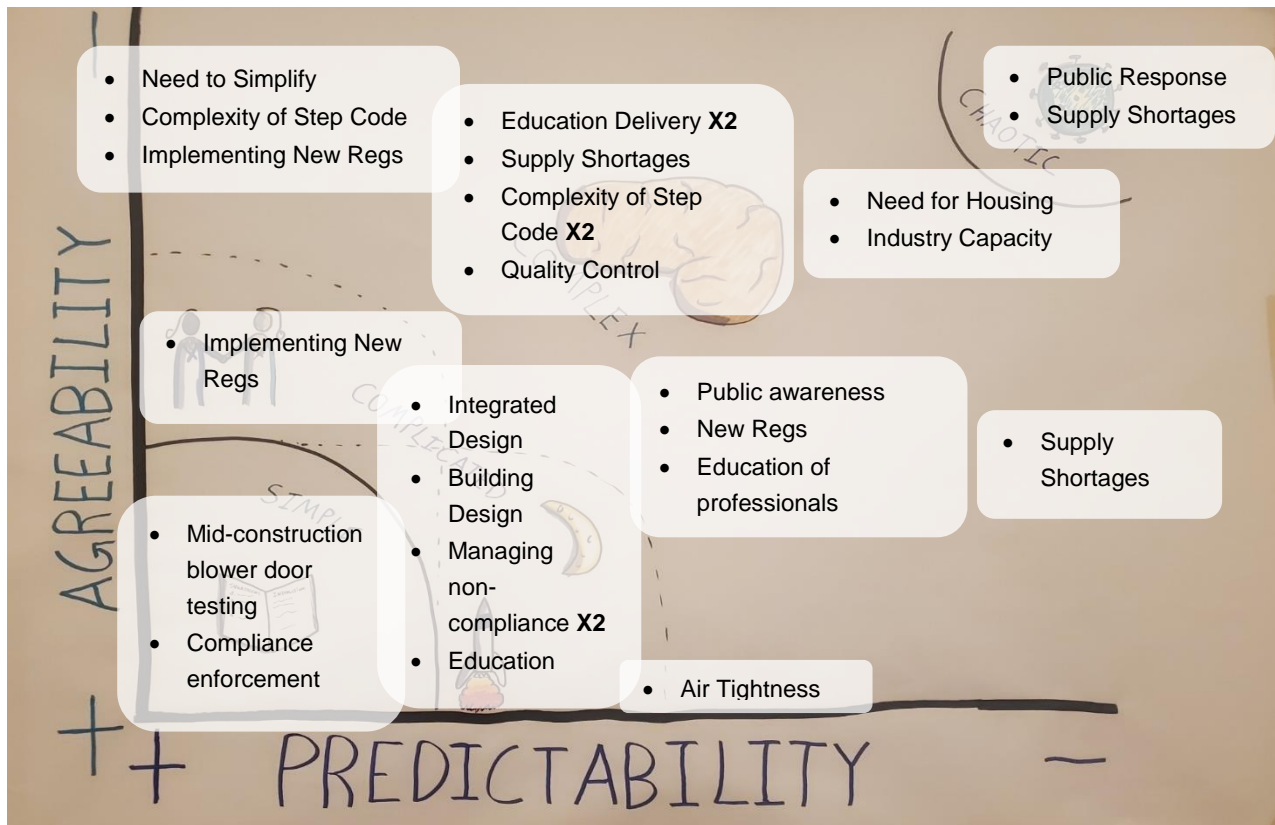 Need to Simplify
Complexity of Step Code
Implementing New Regs
Education Delivery X2
Supply Shortages
Complexity of Step
Code X2
Quality Control
Public Response
Supply Shortages
CHAOTIC
Need for Housing
Industry Capacity
COMPLEX
Implementing New
Regs
COMPLICATED
Integrated
Design
Building
Design
Managing
non-
compliance X2
Education
Public awareness
New Regs
Education of
professionals
Supply
Shortages
SIMPLE
Mid-construction
blower door
testing
Compliance
enforcement
Air Tightness
AGREEABILITY
−
+
+
PREDICTABILITY
−